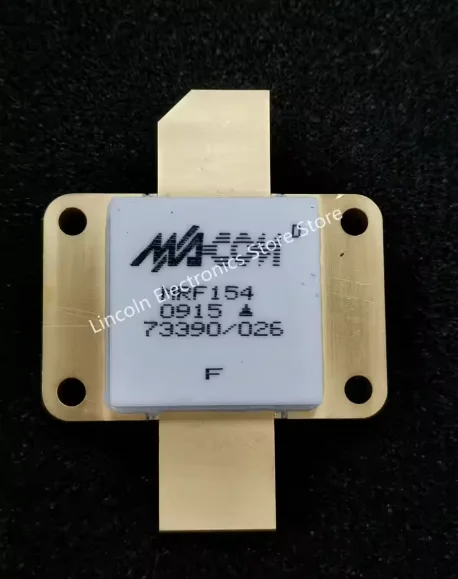 M/A-COM
MRF154
0915
73390/026
F
Lincoln Electronics Store Store